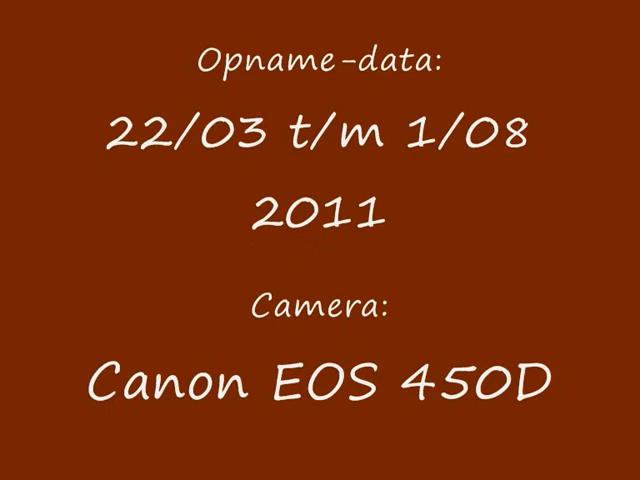 Opname-data:
22/03 t/m 1/08
2011
Camera:
Canon EOS 450D